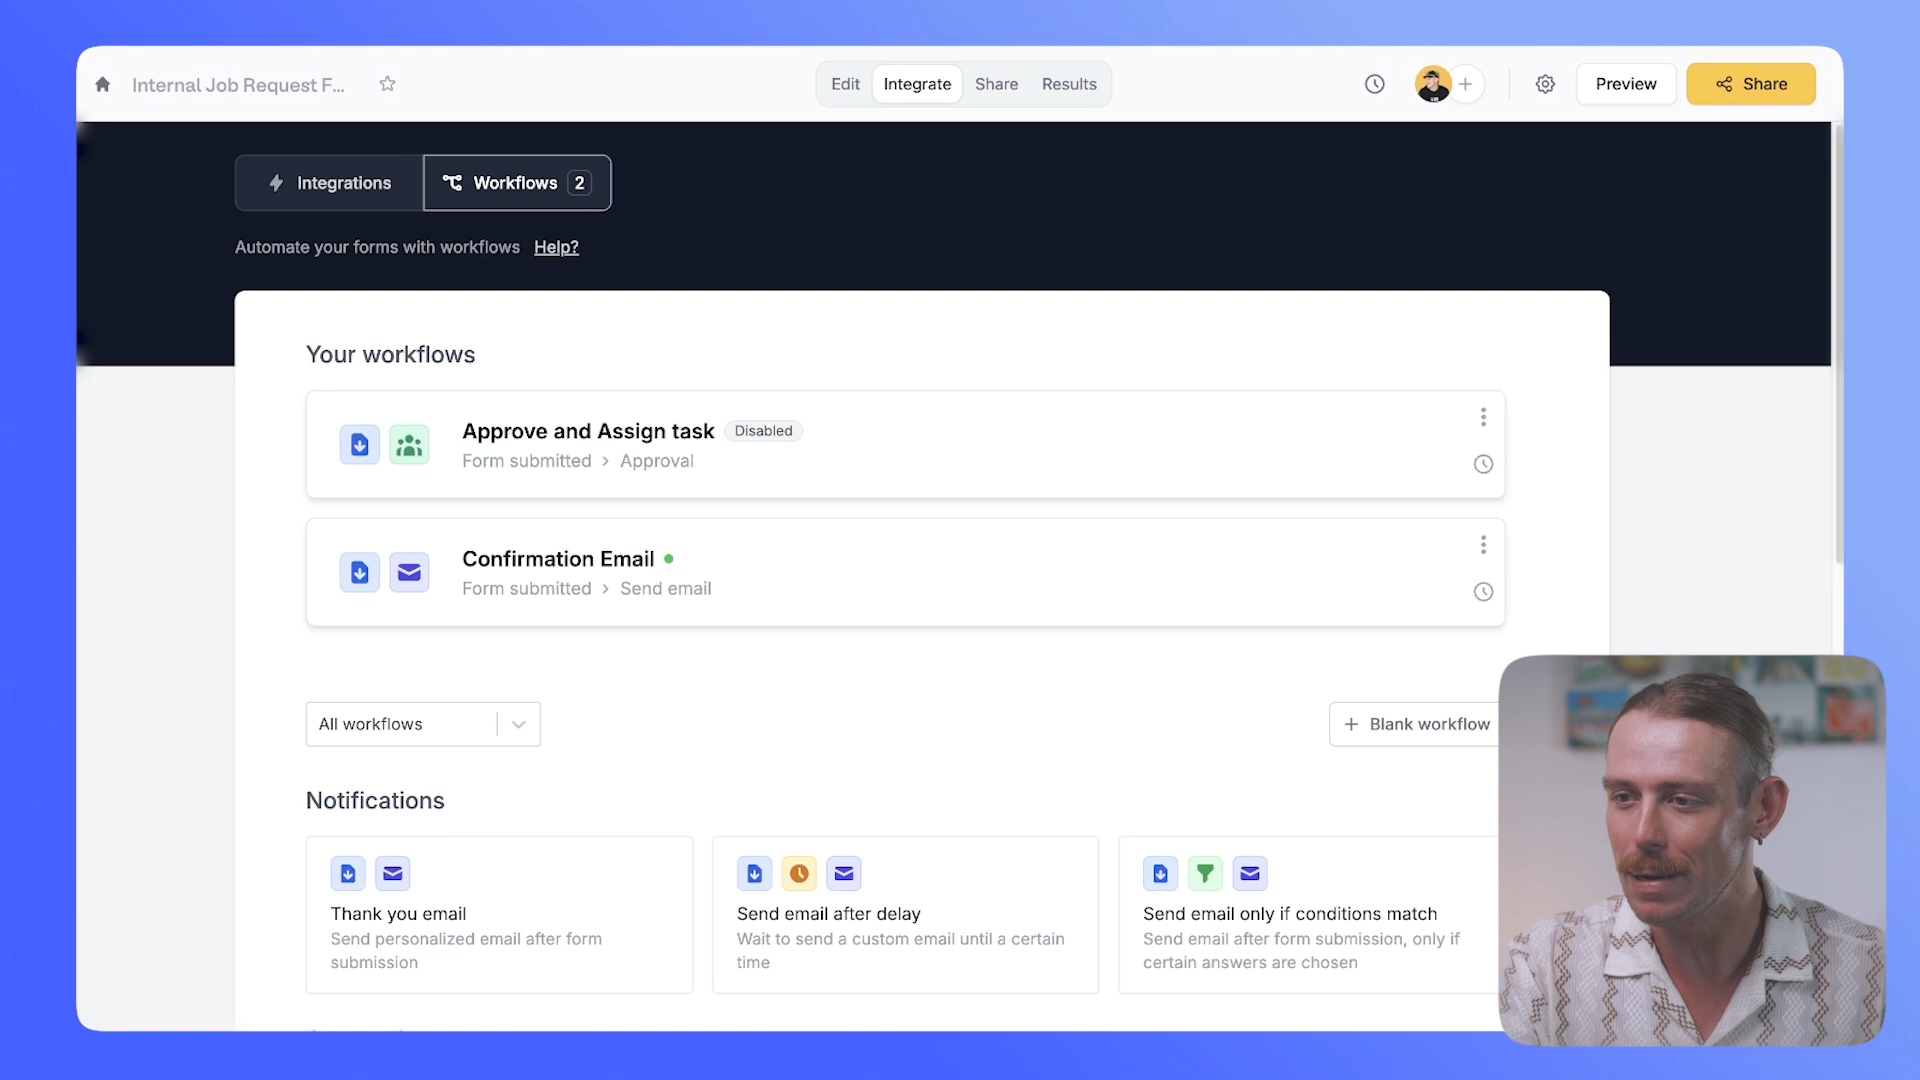 Internal Job Request F...
Edit
Integrate
Share
Results
Preview
Share
Integrations
Workflows 2
Automate your forms with workflows Help?
Your workflows
Approve and Assign task Disabled
Form submitted > Approval
Confirmation Email
Form submitted > Send email
All workflows
+ Blank workflow
Notifications
Thank you email
Send personalized email after form
submission
Send email after delay
Wait to send a custom email until a certain
time
Send email only if conditions match
Send email after form submission, only if
certain answers are chosen